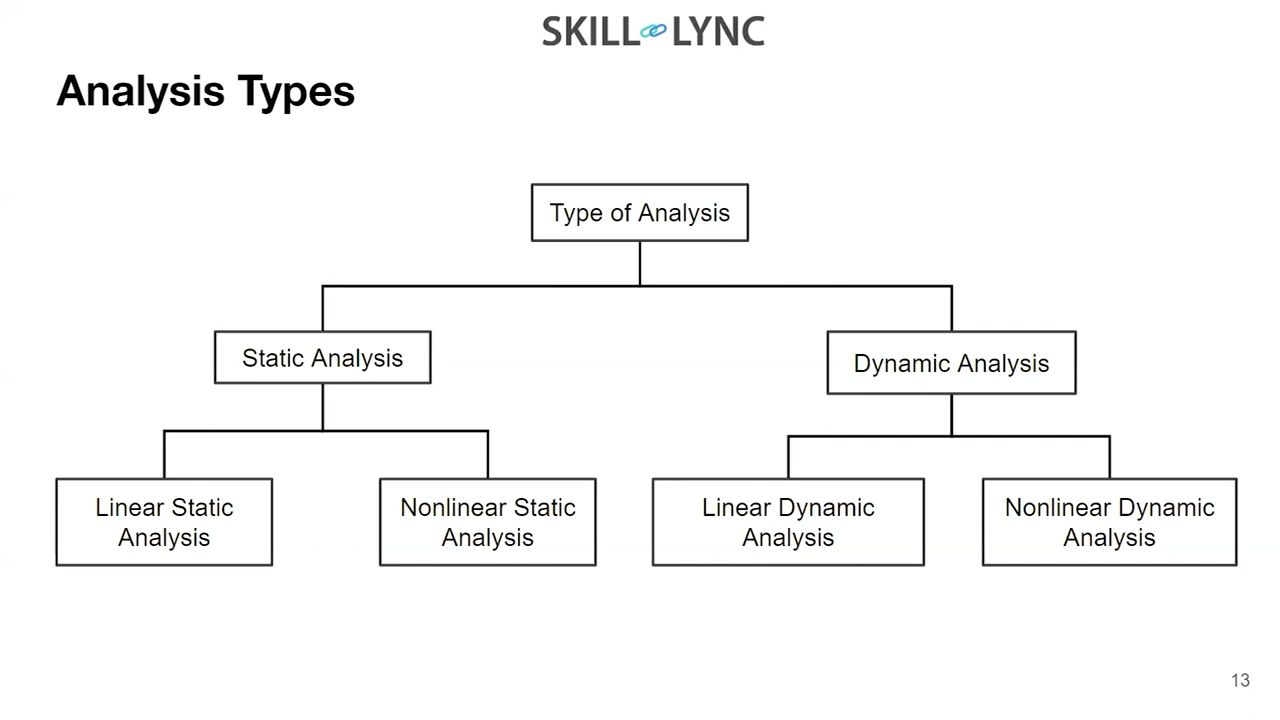 SKILL LYNC
Analysis Types
Type of Analysis
Static Analysis
Dynamic Analysis
Linear Static
Analysis
Nonlinear Static
Analysis
Linear Dynamic
Analysis
Nonlinear Dynamic
Analysis
13